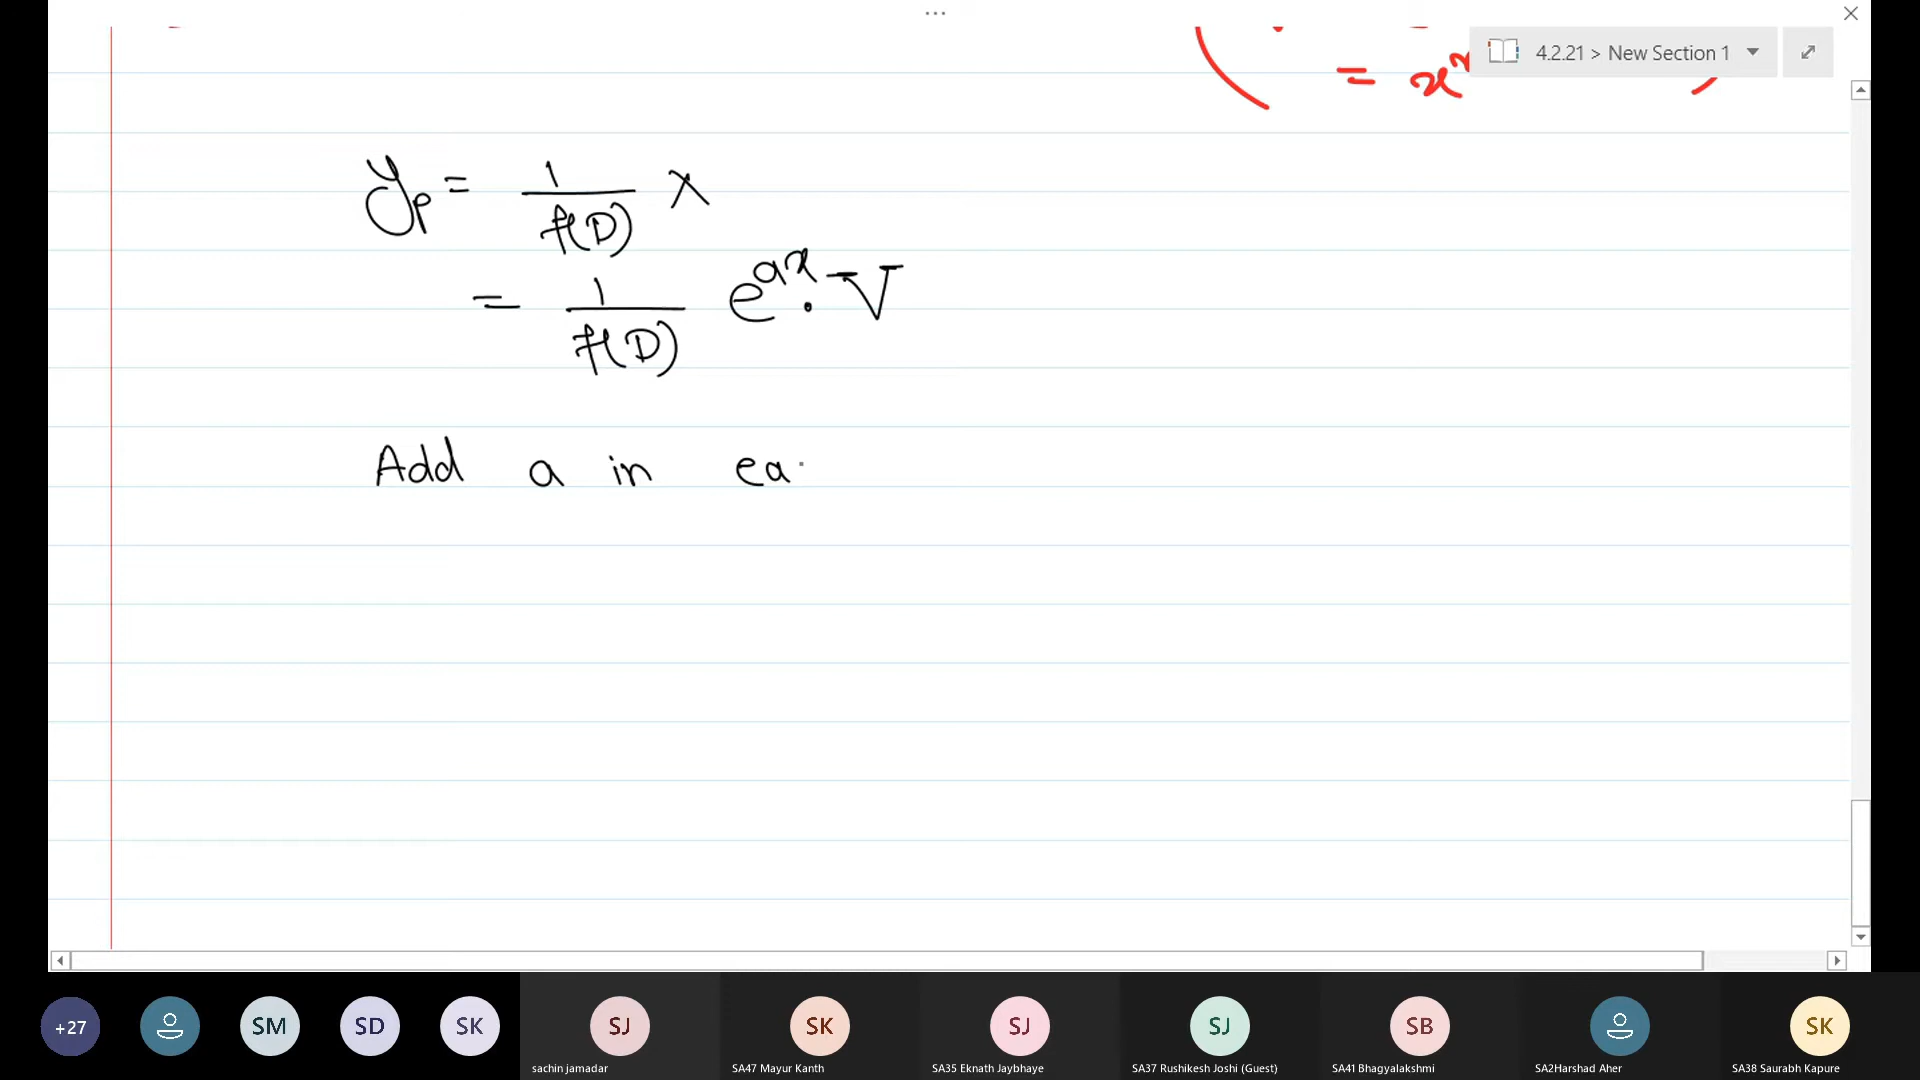 4.2.21 > New Section 1
= x
yp = 1/f(D) X
= 1/f(D) e^ax . V
Add a in ea
+27
SM
SD
SK
SJ
SK
SJ
SJ
SB
SK
sachin jamadar
SA47 Mayur Kanth
SA35 Eknath Jaybhaye
SA37 Rushikesh Joshi (Guest)
SA41 Bhagyalakshmi
SA2Harshad Aher
SA38 Saurabh Kapure